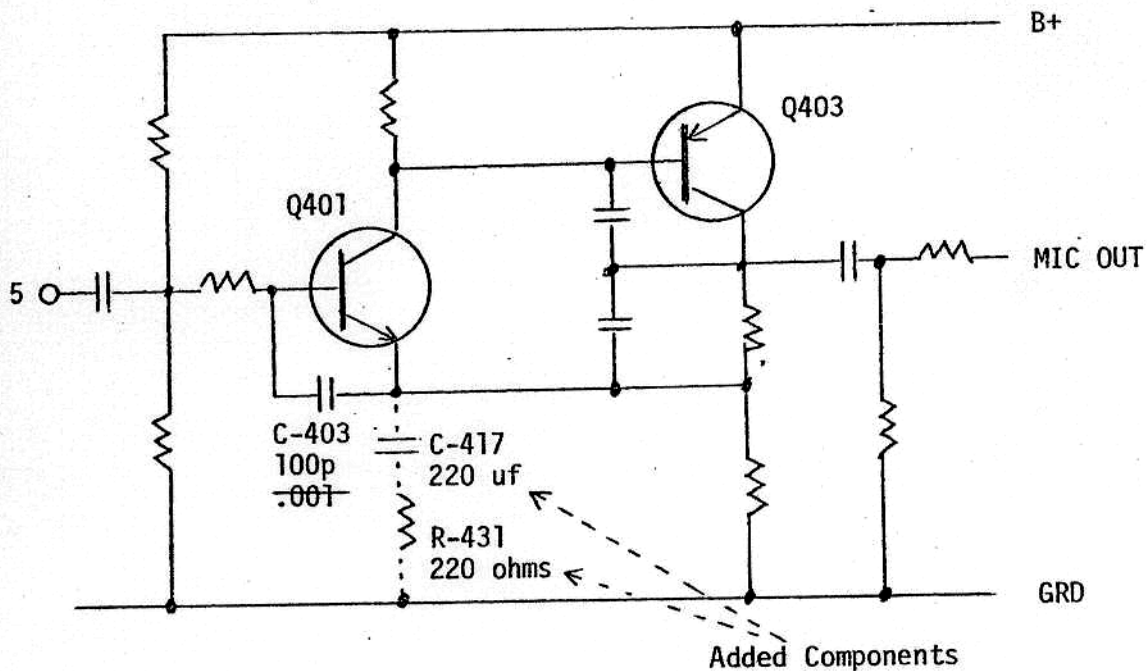 B+
Q403
Q401
5
MIC OUT
C-403
100p
.001
C-417
220 uf
R-431
220 ohms
GRD
Added Components